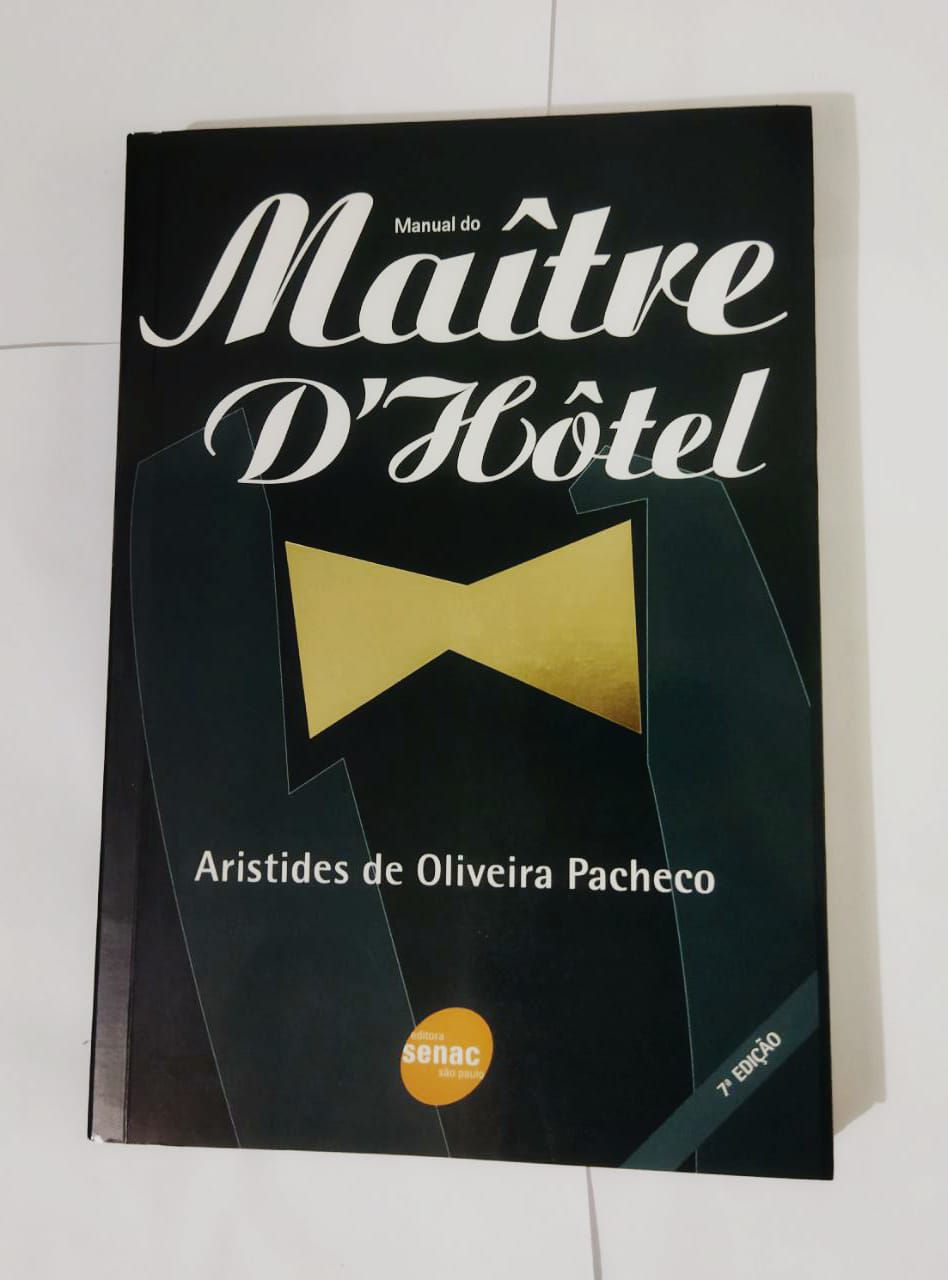 Manual do
Maître
D'Hôtel
Aristides de Oliveira Pacheco
editora
senac
são paulo
7ª EDIÇÃO